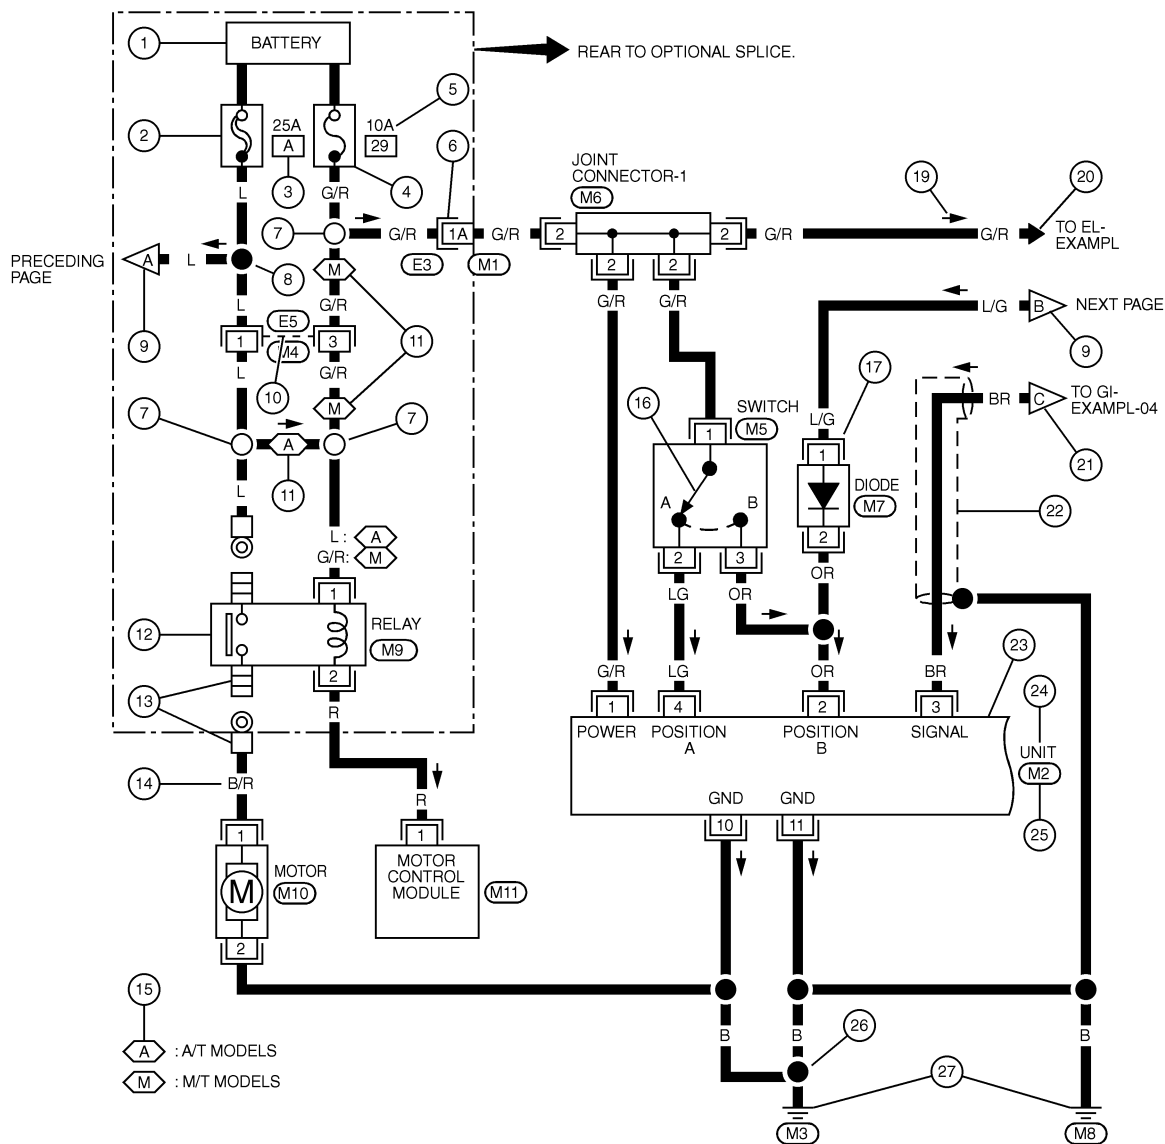 1
BATTERY
REAR TO OPTIONAL SPLICE.
5
2
25A
A
10A
29
6
3
4
L
G/R
JOINT
CONNECTOR-1
M6
19
20
7
G/R
1A
G/R
2
2
G/R
G/R
TO EL-
EXAMPL
E3
M1
PRECEDING
PAGE
A
L
8
M
2
2
9
L
G/R
G/R
G/R
L/G
B
NEXT PAGE
E5
1
3
M4
11
9
L
10
G/R
17
BR
C
TO GI-
EXAMPL-04
7
M
7
16
SWITCH
M5
L/G
A
1
1
21
11
L
A
B
DIODE
M7
22
L :
A
G/R:
M
2
3
2
OR
1
LG
OR
12
RELAY
M9
2
G/R
LG
OR
BR
23
13
R
1
4
2
3
24
POWER
POSITION
A
POSITION
B
SIGNAL
UNIT
M2
14
B/R
R
GND
GND
10
11
25
1
1
MOTOR
CONTROL
MODULE
M11
M
MOTOR
M10
2
15
26
B
B
B
A
: A/T MODELS
M
: M/T MODELS
27
M3
M8